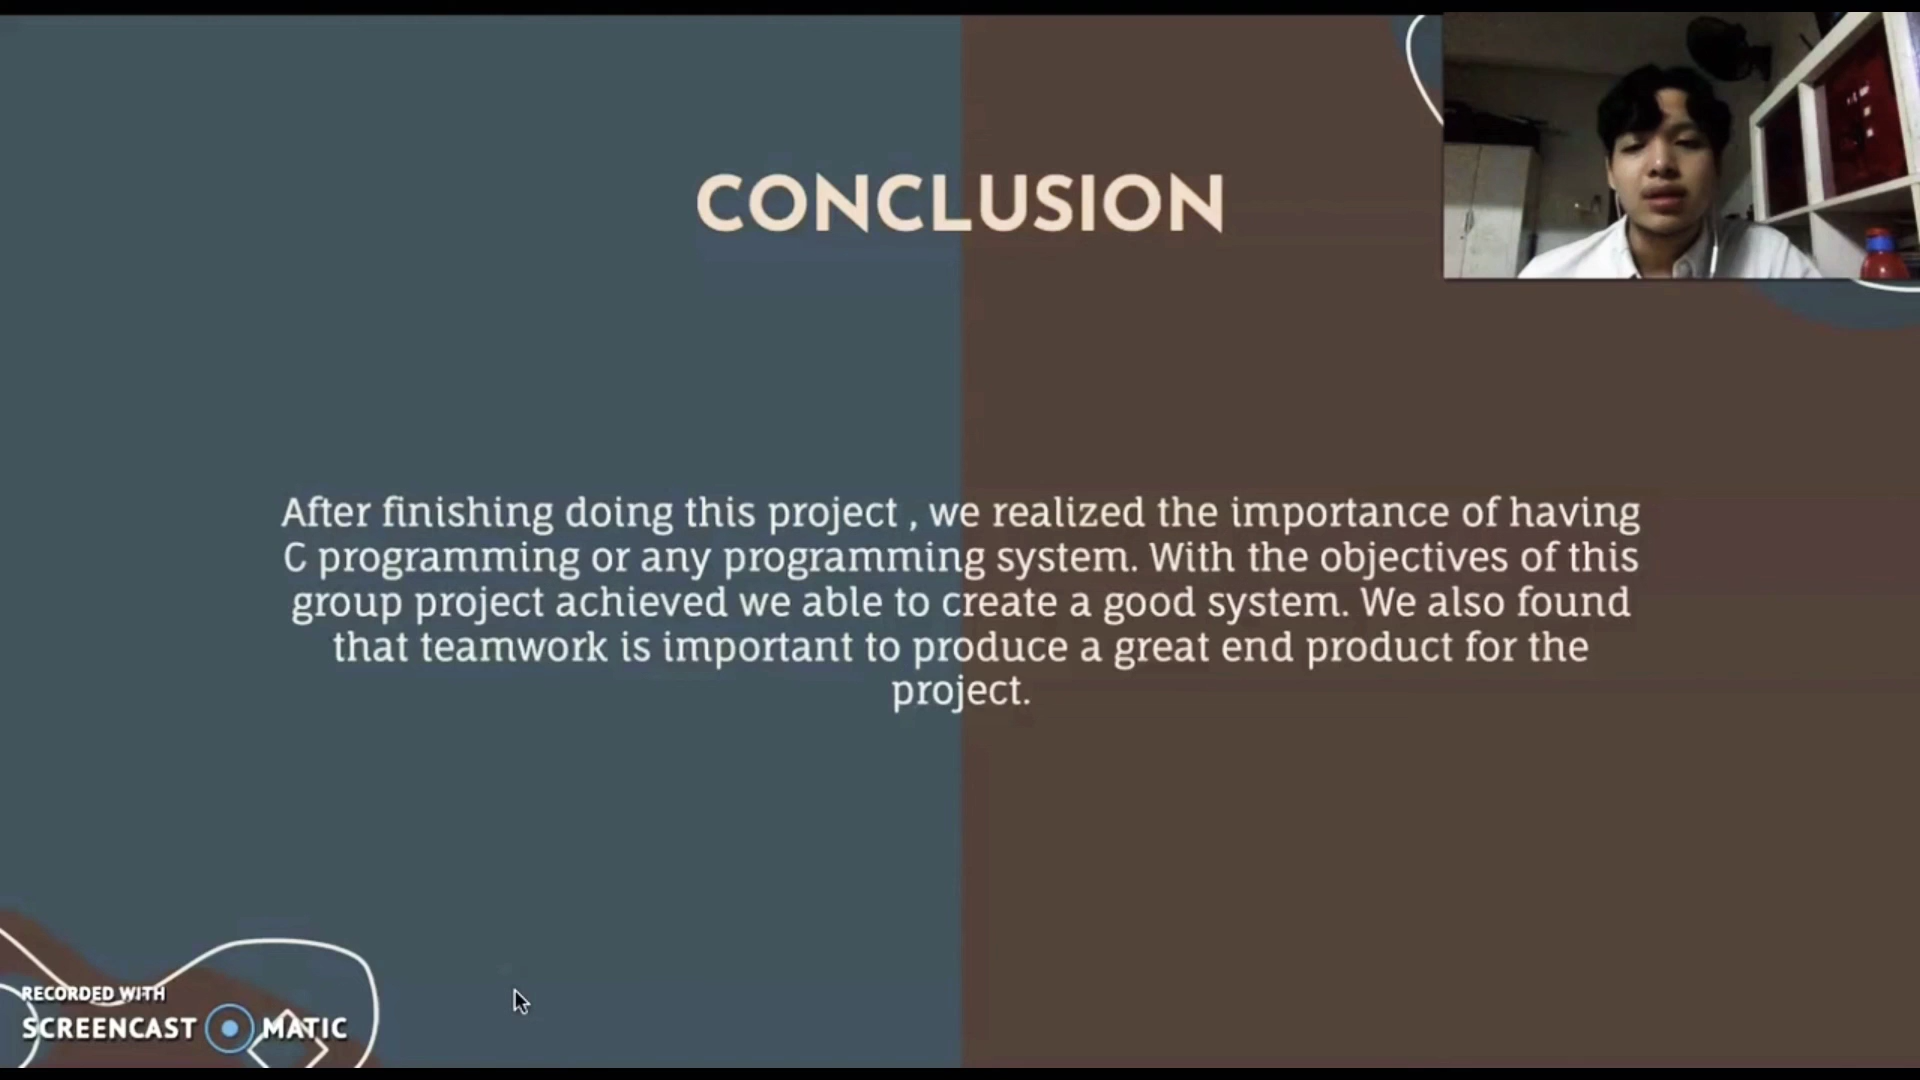 CONCLUSION
After finishing doing this project , we realized the importance of having
C programming or any programming system. With the objectives of this
group project achieved we able to create a good system. We also found
that teamwork is important to produce a great end product for the
project.
RECORDED WITH
SCREENCAST MATIC